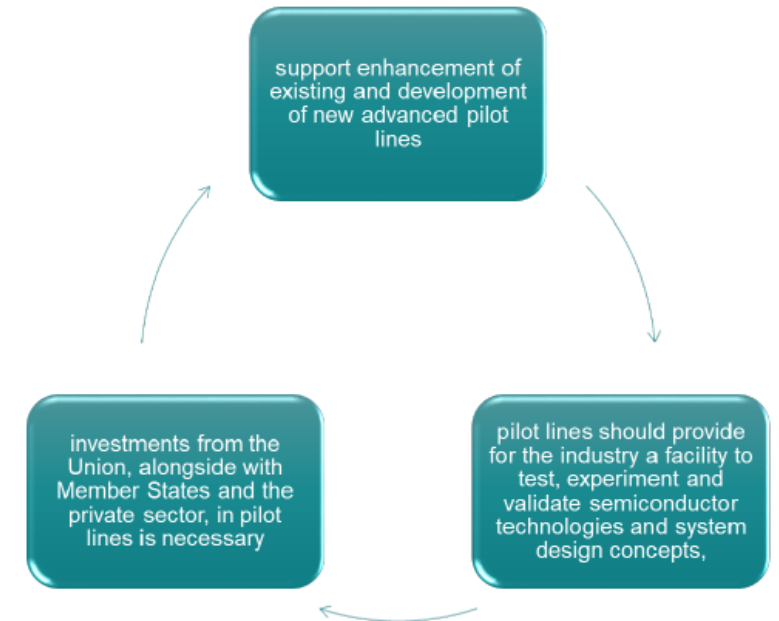 support enhancement of
existing and development
of new advanced pilot
lines
pilot lines should provide
for the industry a facility to
test, experiment and
validate semiconductor
technologies and system
design concepts,
investments from the
Union, alongside with
Member States and the
private sector, in pilot
lines is necessary